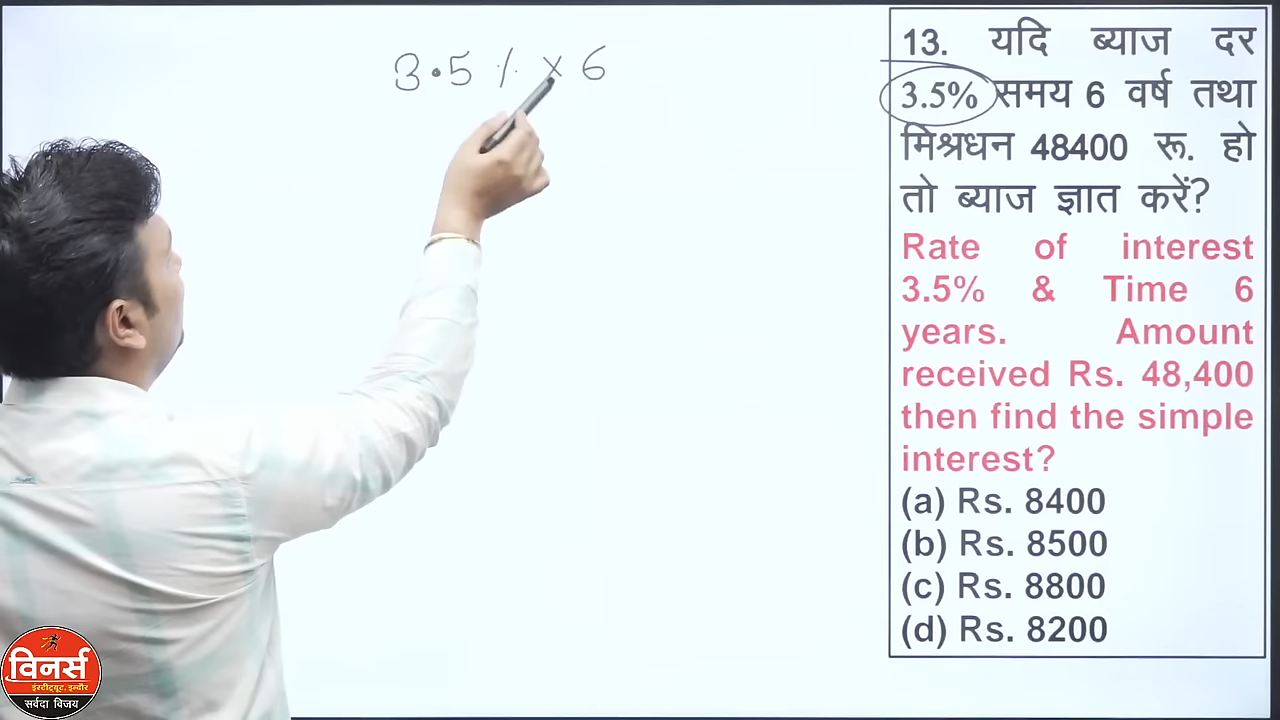 3.5 % × 6
13. यदि ब्याज दर
3.5% समय 6 वर्ष तथा
मिश्रधन 48400 रू. हो
तो ब्याज ज्ञात करें?
Rate of interest
3.5% & Time 6
years. Amount
received Rs. 48,400
then find the simple
interest?
(a) Rs. 8400
(b) Rs. 8500
(c) Rs. 8800
(d) Rs. 8200
विनर्स
इंस्टीट्यूट, इन्दौर
सर्वदा विजय